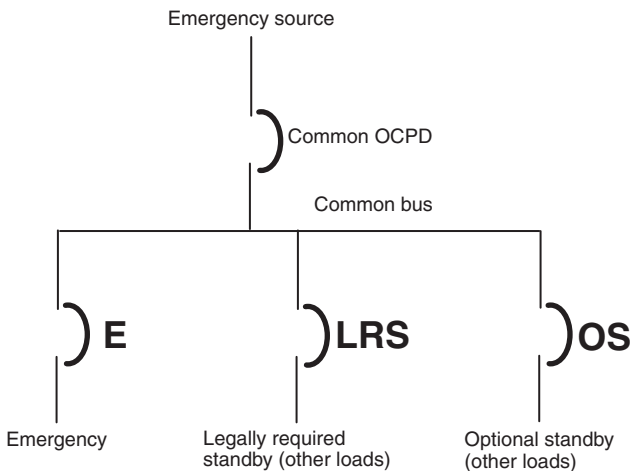 Emergency source
Common OCPD
Common bus
E
LRS
OS
Emergency
Legally required
standby (other loads)
Optional standby
(other loads)